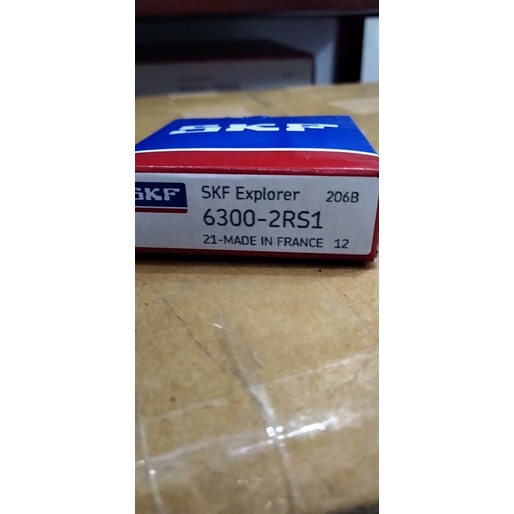 SKF
SKF
SKF Explorer 206B
6300-2RS1
21-MADE IN FRANCE 12